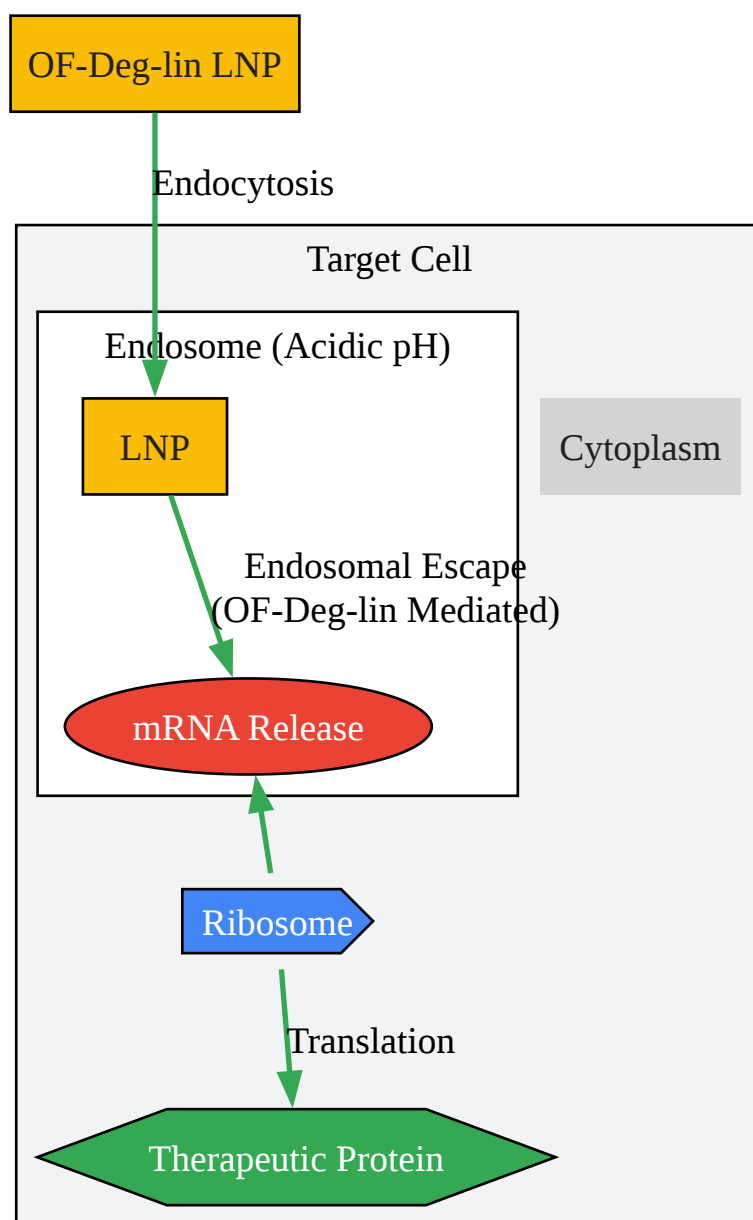 OF-Deg-lin LNP
Endocytosis
Target Cell
Endosome (Acidic pH)
LNP
Cytoplasm
Endosomal Escape
(OF-Deg-lin Mediated)
mRNA Release
Ribosome
Translation
Therapeutic Protein